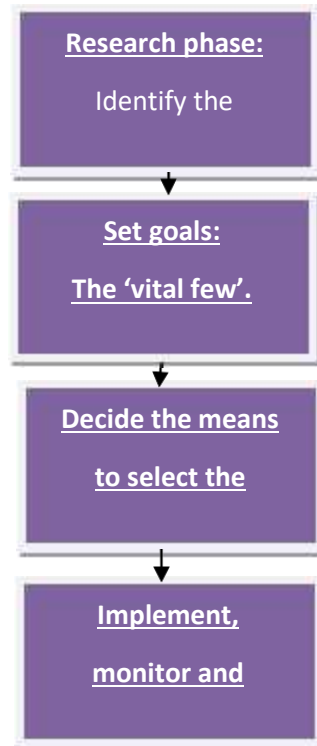 Research phase:
Identify the
Set goals:
The ‘vital few’.
Decide the means
to select the
Implement,
monitor and